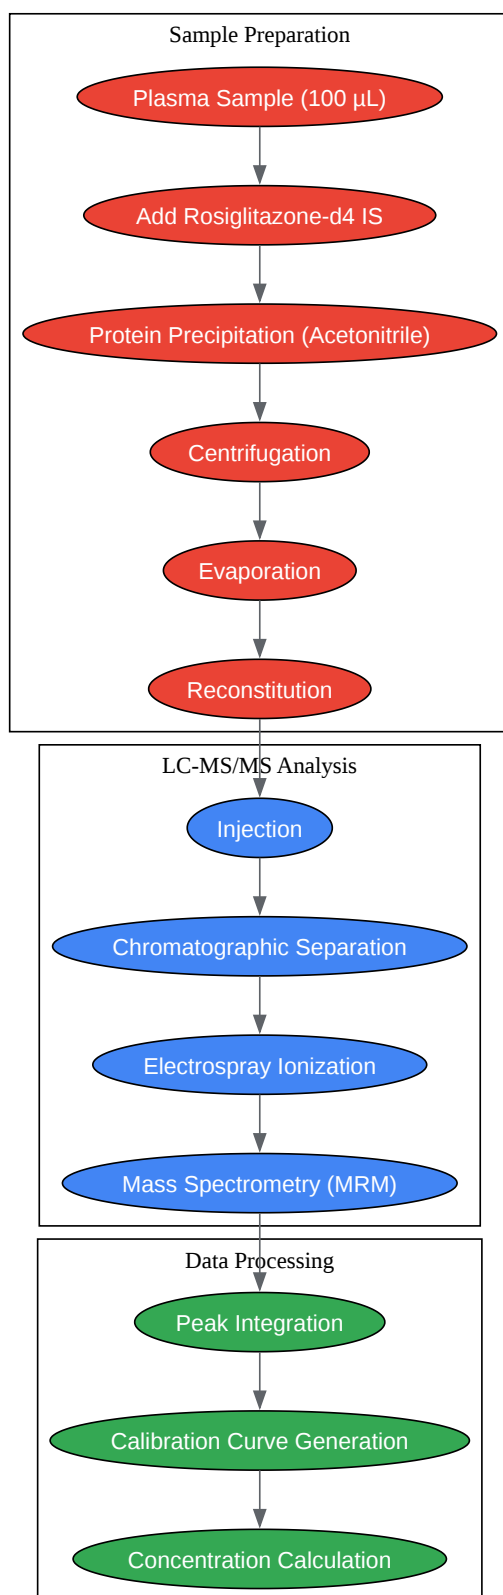 Sample Preparation
Plasma Sample (100 µL)
Add Rosiglitazone-d4 IS
Protein Precipitation (Acetonitrile)
Centrifugation
Evaporation
Reconstitution
LC-MS/MS Analysis
Injection
Chromatographic Separation
Electrospray Ionization
Mass Spectrometry (MRM)
Data Processing
Peak Integration
Calibration Curve Generation
Concentration Calculation